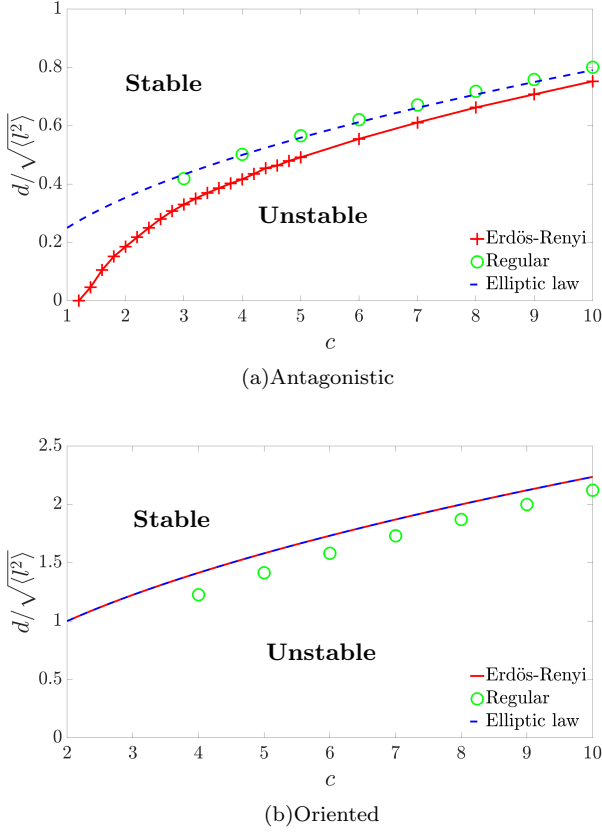 1
0.8
0.6
0.4
0.2
0
d/√⟨l²⟩
Stable
Unstable
Erdös-Renyi
Regular
Elliptic law
1 2 3 4 5 6 7 8 9 10
c
(a)Antagonistic
2.5
2
1.5
1
0.5
0
d/√⟨l²⟩
Stable
Unstable
Erdös-Renyi
Regular
Elliptic law
2 3 4 5 6 7 8 9 10
c
(b)Oriented